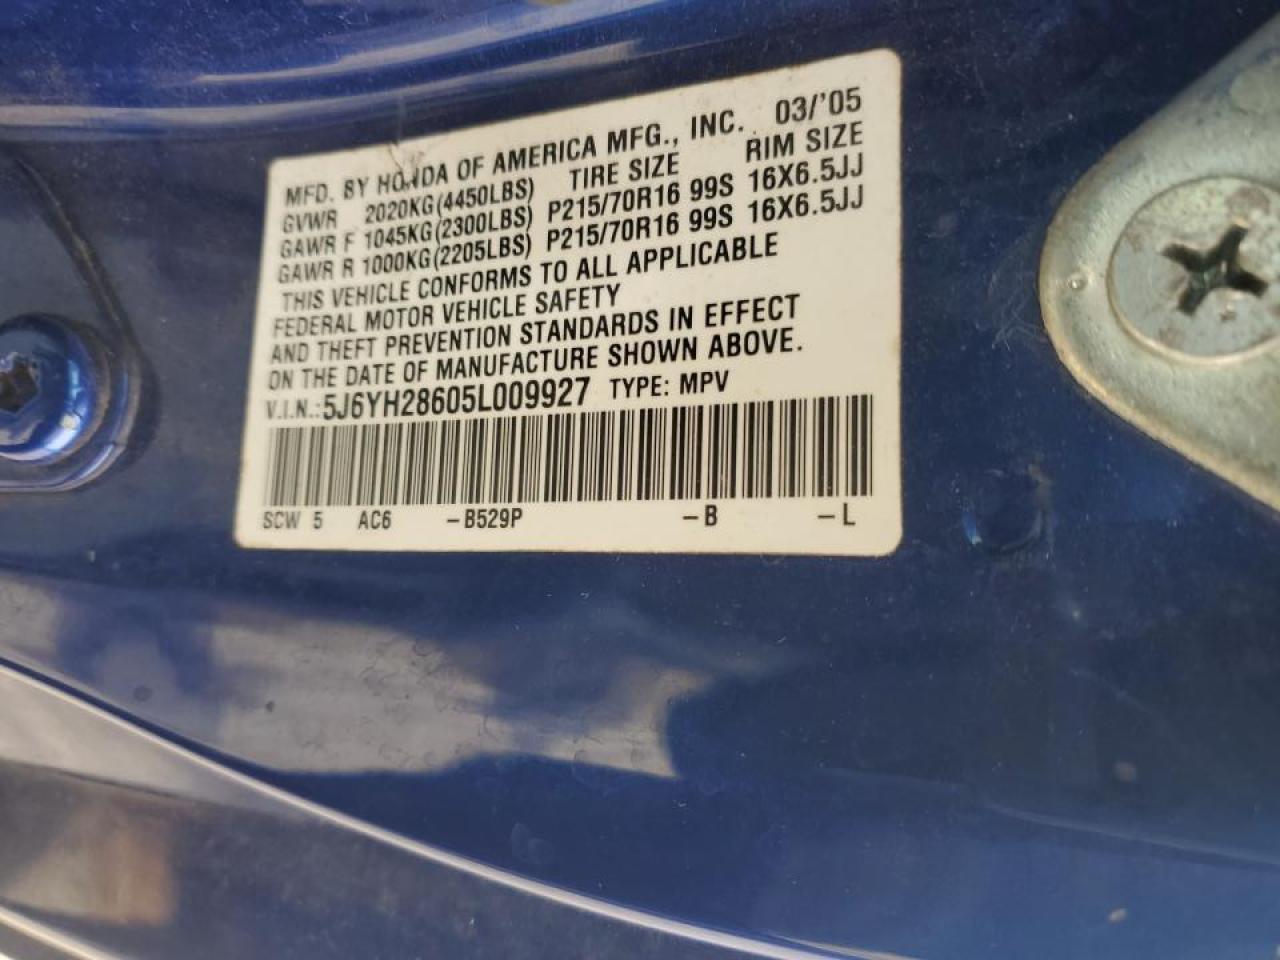 MFD. BY HONDA OF AMERICA MFG., INC. 03/'05
GVWR 2020KG(4450LBS) TIRE SIZE RIM SIZE
GAWR F 1045KG(2300LBS) P215/70R16 99S 16X6.5JJ
GAWR R 1000KG(2205LBS) P215/70R16 99S 16X6.5JJ
THIS VEHICLE CONFORMS TO ALL APPLICABLE
FEDERAL MOTOR VEHICLE SAFETY
AND THEFT PREVENTION STANDARDS IN EFFECT
ON THE DATE OF MANUFACTURE SHOWN ABOVE.
V.I.N.:5J6YH28605L009927 TYPE: MPV
SCW 5 AC6 -B529P -B -L